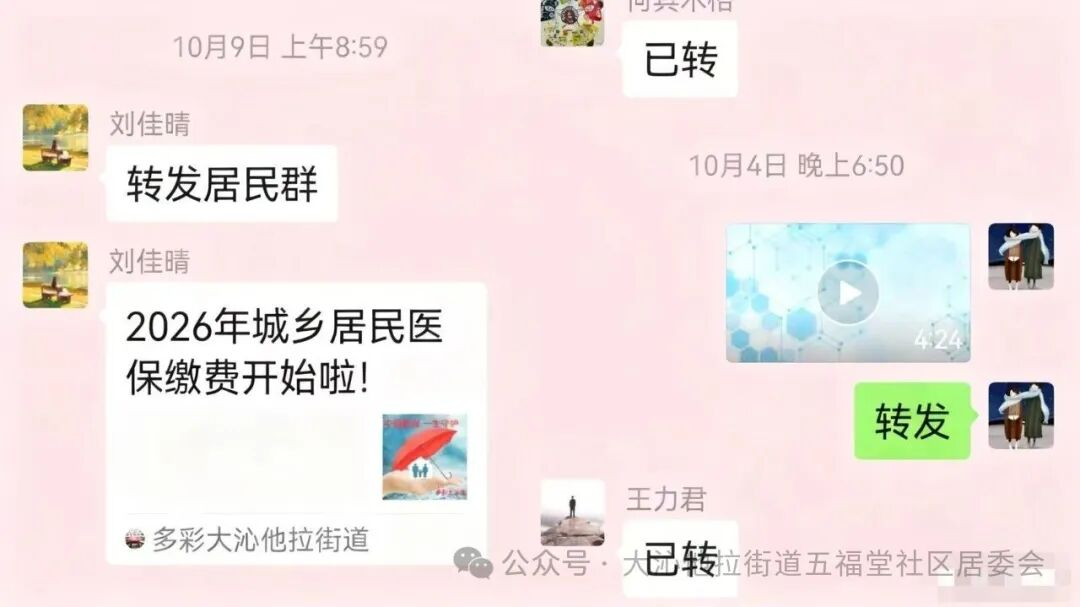 10月9日 上午8:59
刘佳晴
转发居民群
刘佳晴
2026年城乡居民医
保缴费开始啦!
多彩大沁他拉街道
已转
10月4日 晚上6:50
4:24
转发
王力君
已转
公众号 · 大沁他拉街道五福堂社区居委会